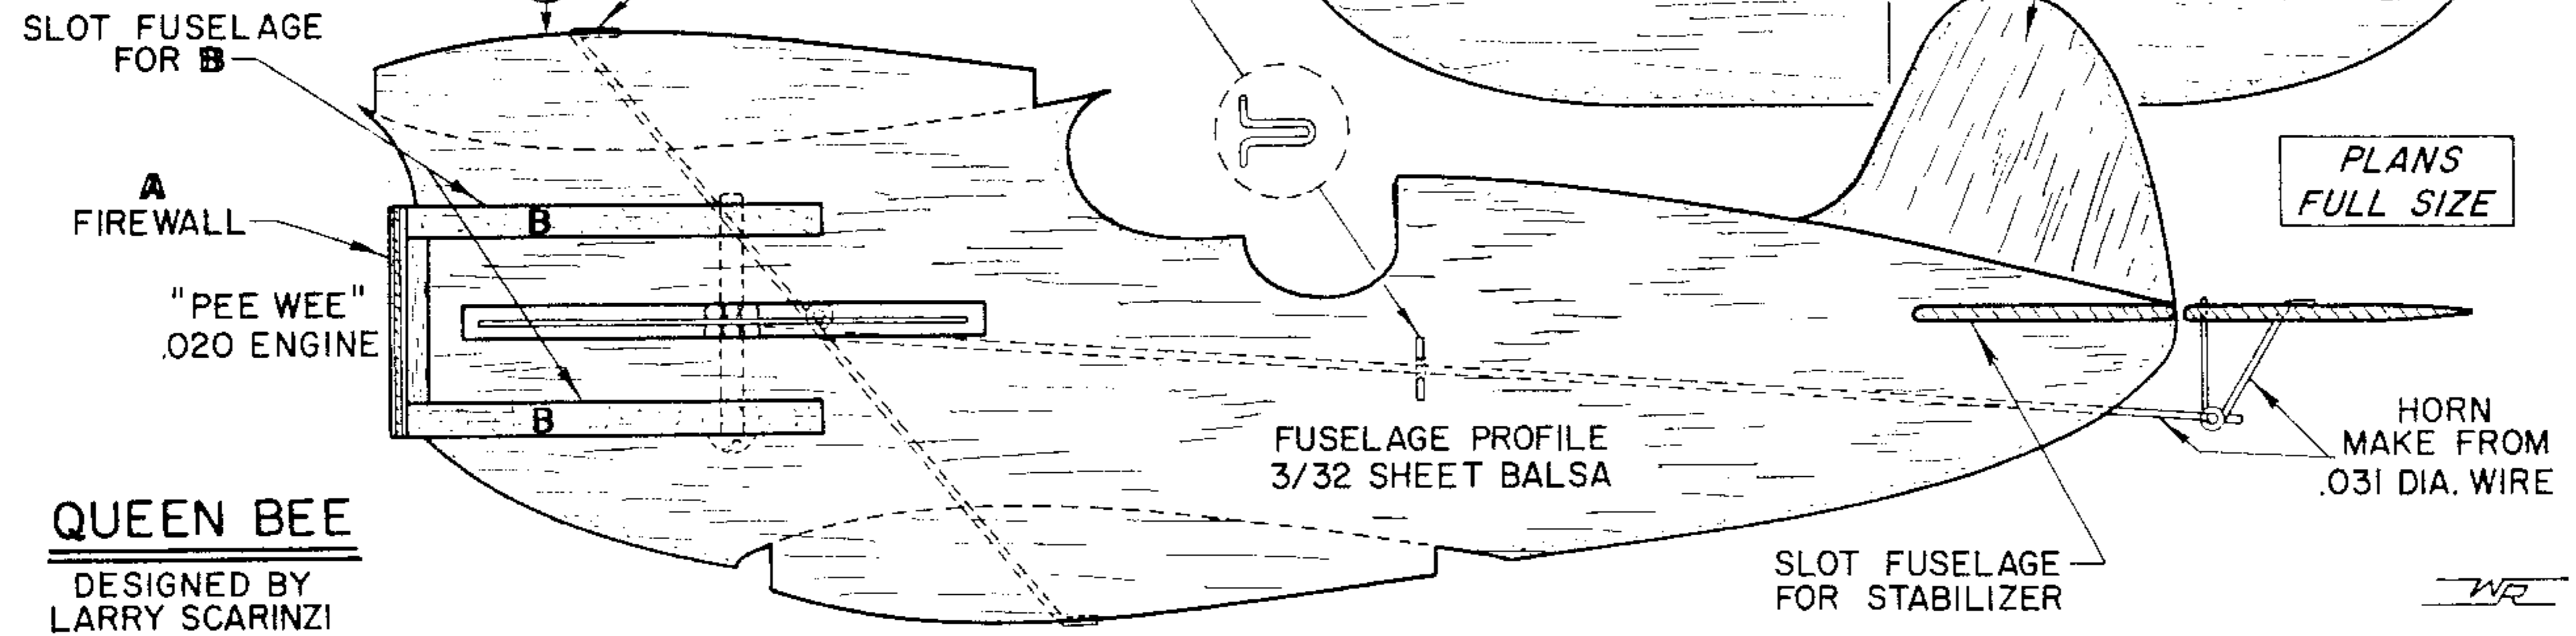 SLOT FUSELAGE
FOR B
A
FIREWALL
"PEE WEE"
.020 ENGINE
B
B
QUEEN BEE
DESIGNED BY
LARRY SCARINZI
FUSELAGE PROFILE
3/32 SHEET BALSA
PLANS
FULL SIZE
HORN
MAKE FROM
.031 DIA. WIRE
SLOT FUSELAGE
FOR STABILIZER
WR